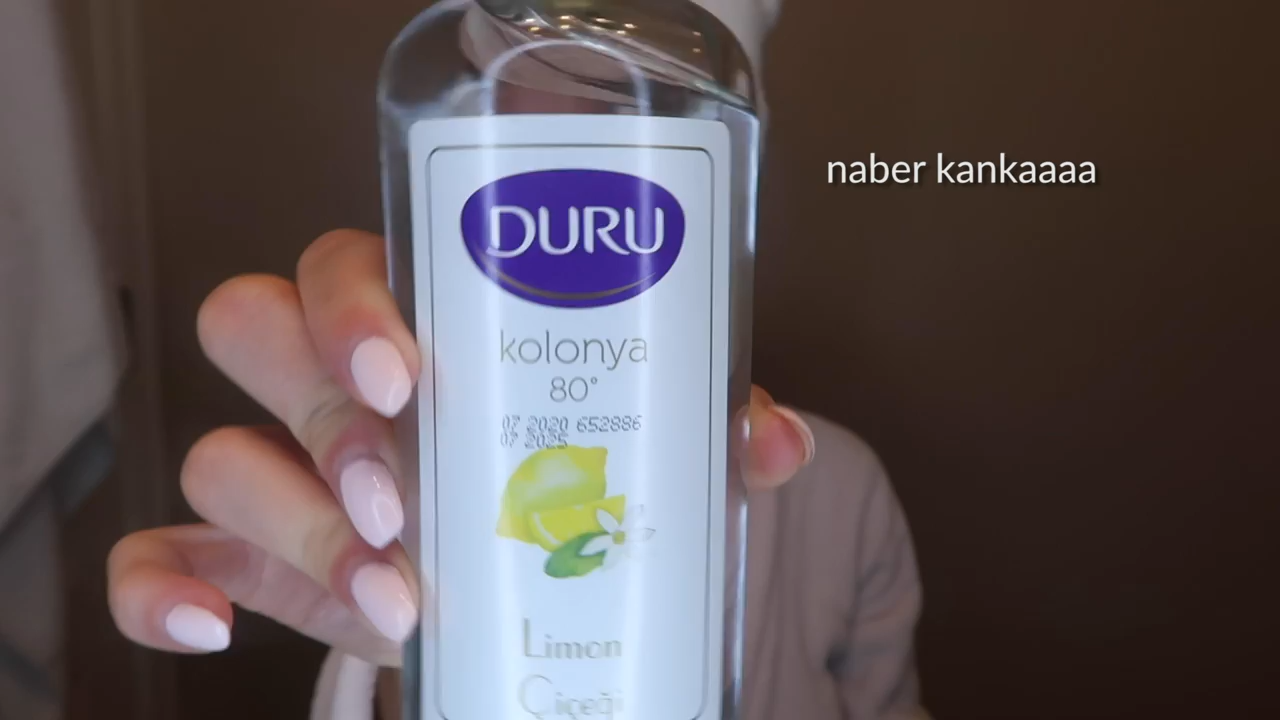 naber kankaaaa
DURU
kolonya
80°
07 2020 652886
07 2025
Limon
Çiçeği